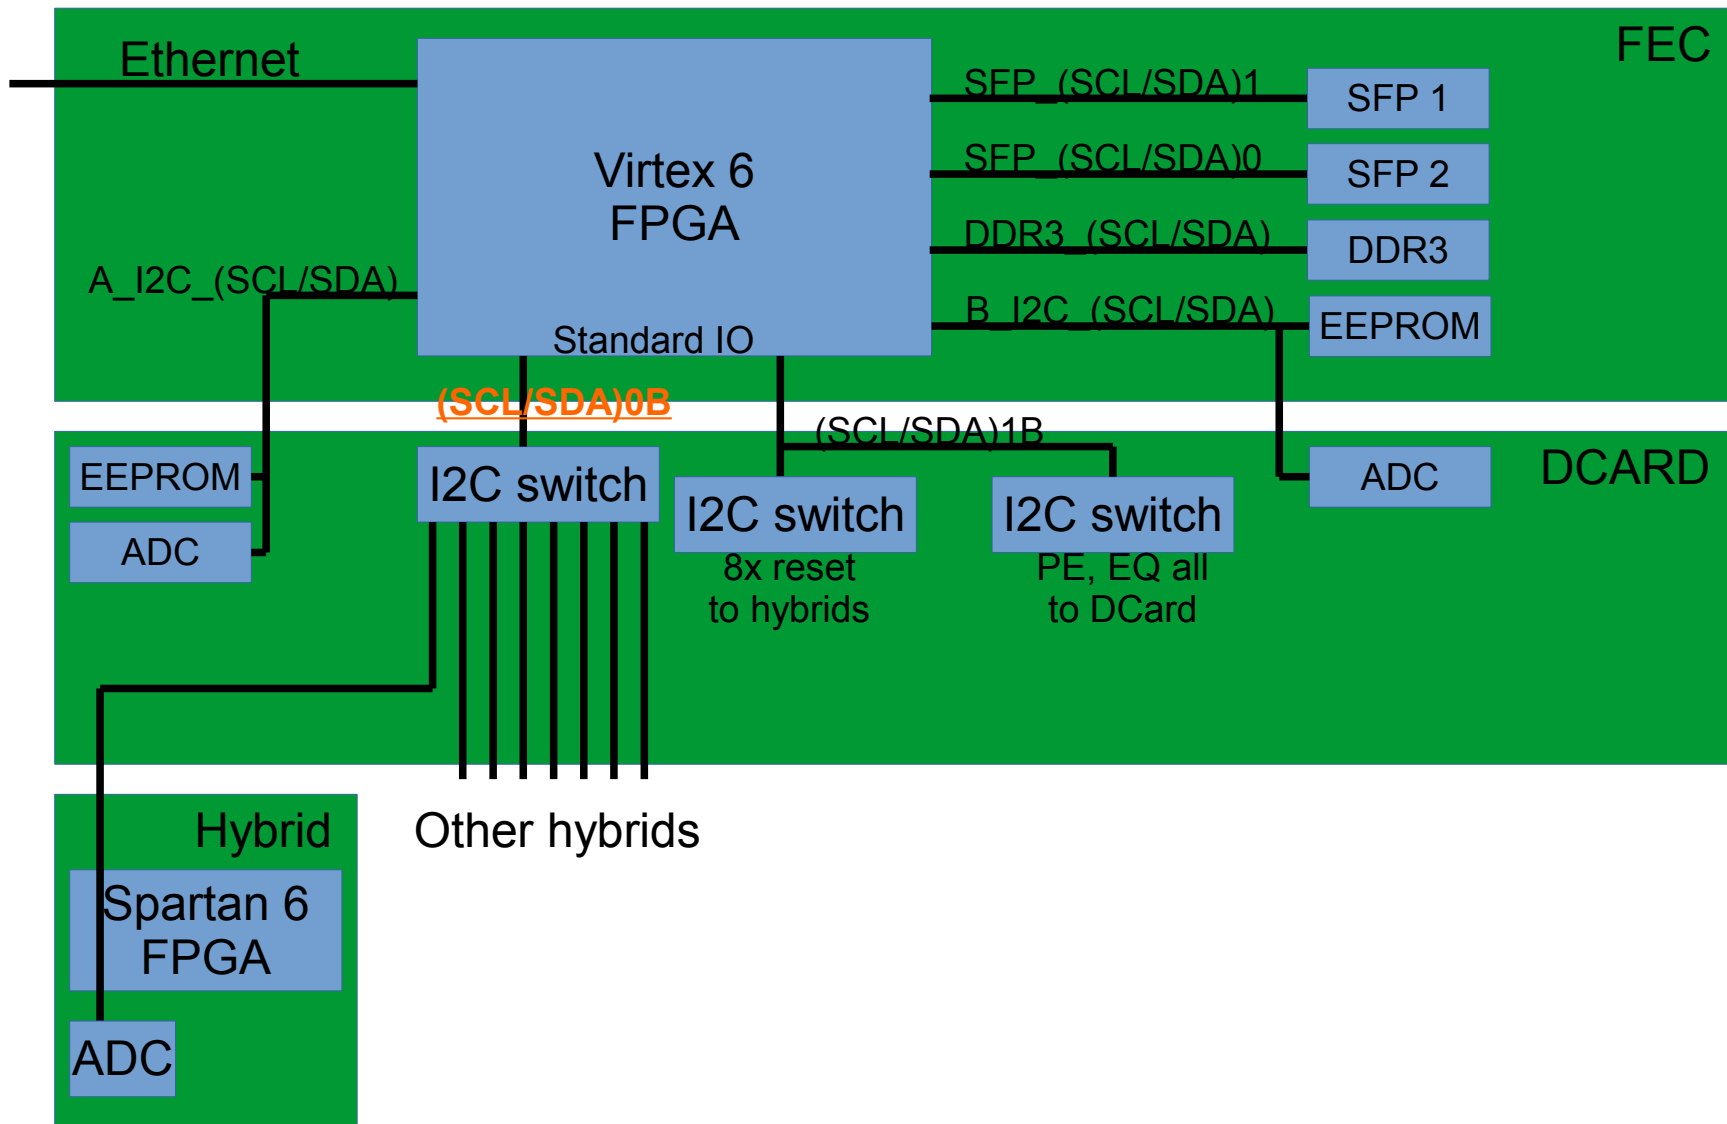 FEC
Ethernet
Virtex 6
FPGA
Standard IO
SFP_(SCL/SDA)1
SFP 1
SFP_(SCL/SDA)0
SFP 2
DDR3_(SCL/SDA)
DDR3
B_I2C_(SCL/SDA)
EEPROM
A_I2C_(SCL/SDA)
(SCL/SDA)0B
(SCL/SDA)1B
DCARD
EEPROM
ADC
I2C switch
I2C switch
8x reset
to hybrids
I2C switch
PE, EQ all
to DCard
ADC
Hybrid
Other hybrids
Spartan 6
FPGA
ADC